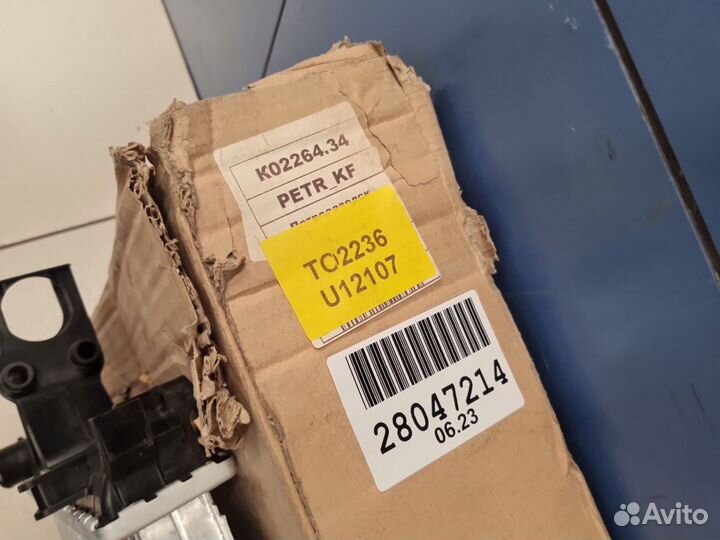 K02264.34
PETR_KF
TO2236
U12107
28047214
06.23
Avito